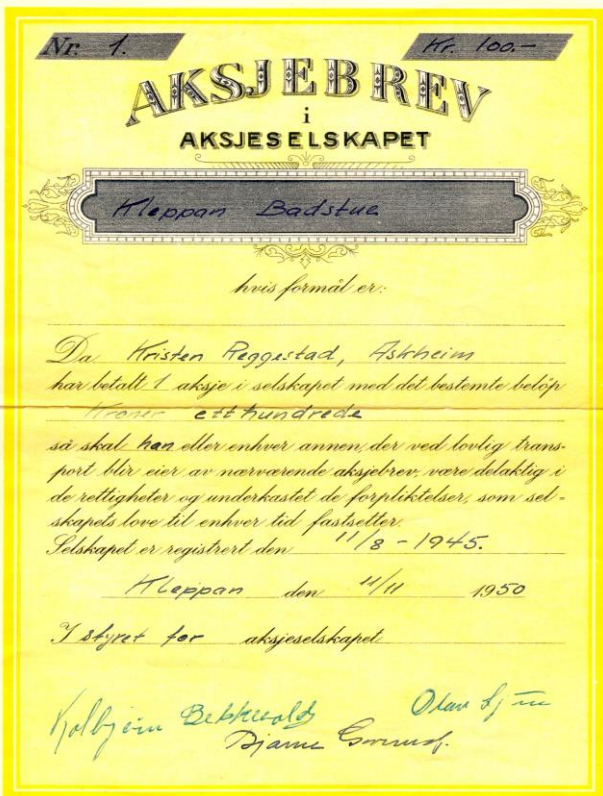 Nr. 1.
Kr. 100.-
AKSJEBREV
i
AKSJESELSKAPET
Kleppan Badstue
hvis formål er:
Da Kristen Reggestad, Askheim
har betalt 1 aksje i selskapet med det bestemte beløp
Kroner etthundrede
så skal han eller enhver annen, der ved lovlig trans-
port blir eier av nærværende aksjebrev, være delaktig i
de rettigheter og underkastet de forpliktelser, som sel-
skapets love til enhver tid fastsetter.
Selskapet er registrert den 11/8 - 1945.
Kleppan den 11/11 1950
I styret for aksjeselskapet
Kolbjørn Olav
Bjarne